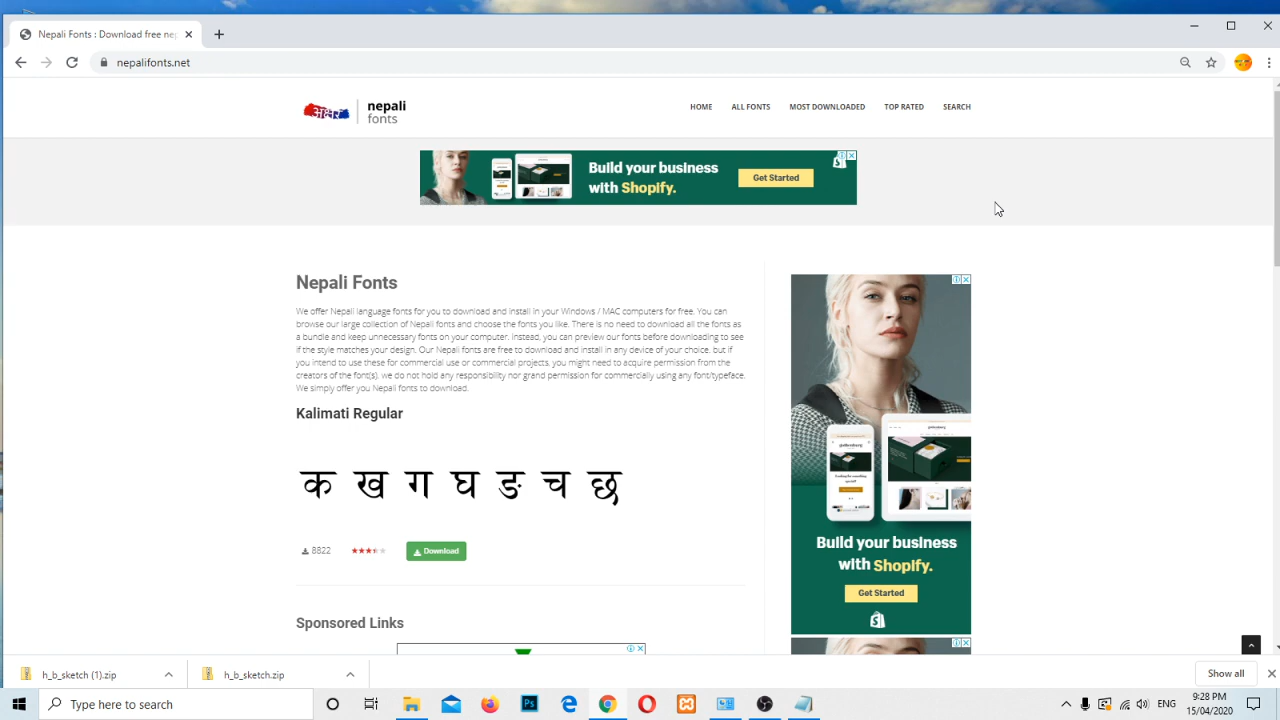 Nepali Fonts : Download free nep
nepalifonts.net
अक्षर
nepali
fonts
HOME
ALL FONTS
MOST DOWNLOADED
TOP RATED
SEARCH
Build your business
with Shopify.
Get Started
Nepali Fonts
We offer Nepali language fonts for you to download and install in your Windows / MAC computers for free. You can
browse our large collection of Nepali fonts and choose the fonts you like. There is no need to download all the fonts as
a bundle and keep unnecessary fonts on your computer, instead, you can preview our fonts before downloading to see
if the style matches your design. Our Nepali fonts are free to download and install in any device of your choice, but if
you intend to use these for commercial use or commercial projects, you might need to acquire permission from the
creators of the font(s), we do not hold any responsibility nor grand permission for commercially using any font/typeface.
We simply offer you Nepali fonts to download.
Kalimati Regular
क ख ग घ ङ च छ
8822
Download
Sponsored Links
Build your business
with Shopify.
Get Started
h_b_sketch (1).zip
h_b_sketch.zip
Show all
Type here to search
Ps
ENG
9:28 PM
15/04/2020